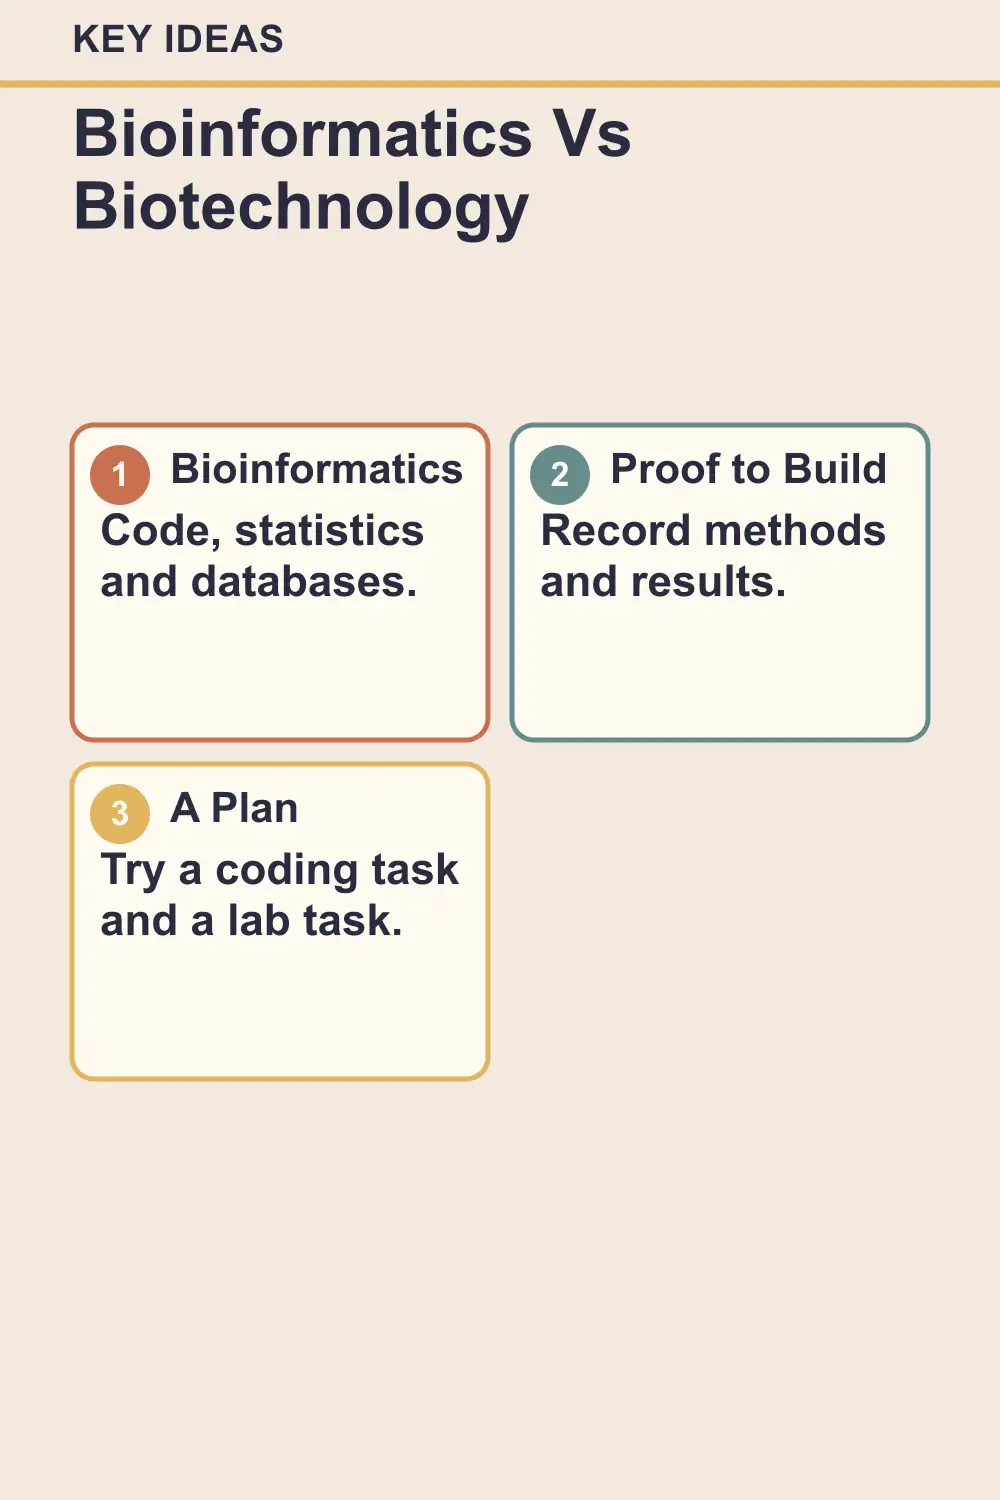 KEY IDEAS
Bioinformatics Vs
Biotechnology
1 Bioinformatics
Code, statistics
and databases.
2 Proof to Build
Record methods
and results.
3 A Plan
Try a coding task
and a lab task.